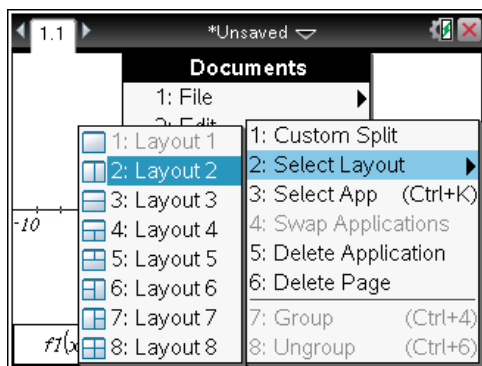 1.1 *Unsaved
Documents
1: File
2: Edit
1: Layout 1
2: Layout 2
3: Layout 3
4: Layout 4
5: Layout 5
6: Layout 6
7: Layout 7
8: Layout 8
1: Custom Split
2: Select Layout
3: Select App (Ctrl+K)
4: Swap Applications
5: Delete Application
6: Delete Page
7: Group (Ctrl+4)
8: Ungroup (Ctrl+6)
-10
f1(x